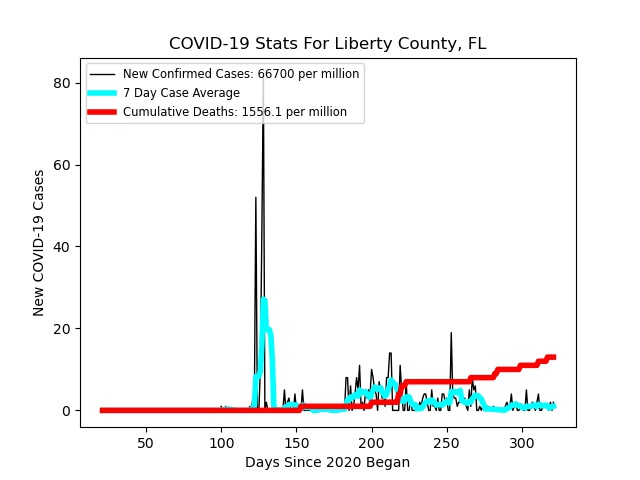 COVID-19 Stats For Liberty County, FL
New Confirmed Cases: 66700 per million
7 Day Case Average
Cumulative Deaths: 1556.1 per million
New COVID-19 Cases
80
60
40
20
0
50 100 150 200 250 300
Days Since 2020 Began